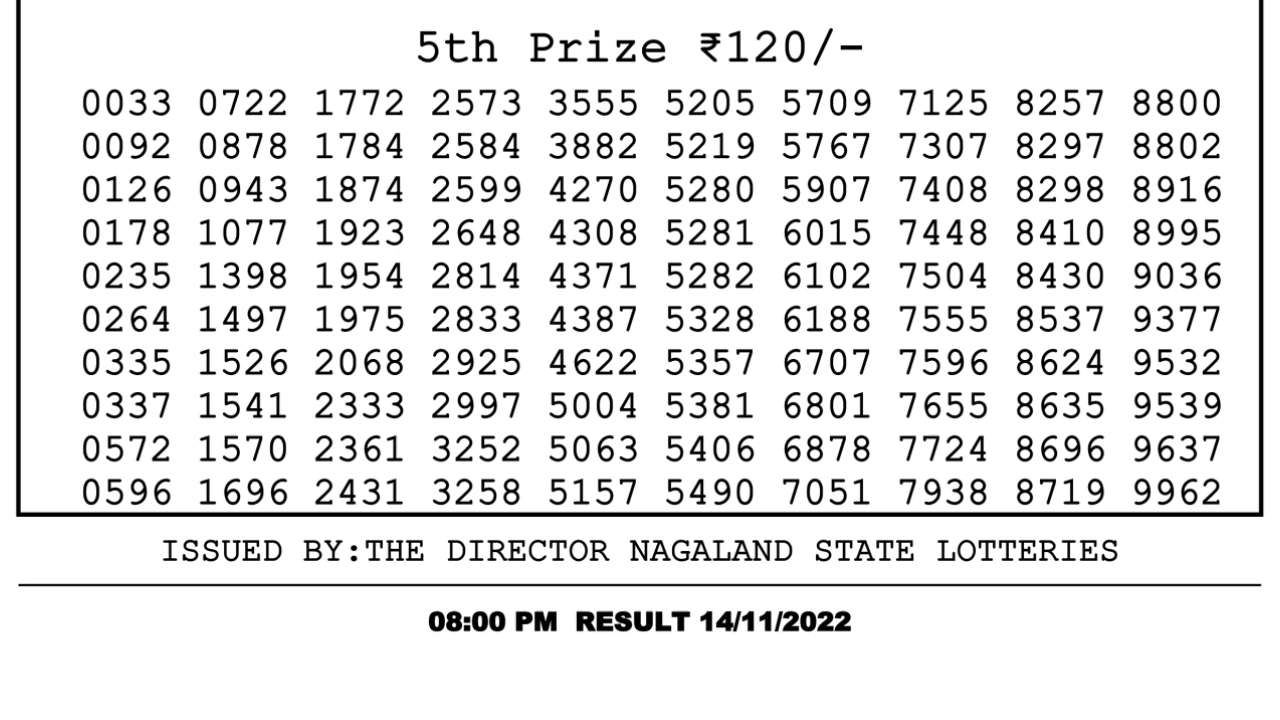 5th Prize ₹120/-
0033 0722 1772 2573 3555 5205 5709 7125 8257 8800
0092 0878 1784 2584 3882 5219 5767 7307 8297 8802
0126 0943 1874 2599 4270 5280 5907 7408 8298 8916
0178 1077 1923 2648 4308 5281 6015 7448 8410 8995
0235 1398 1954 2814 4371 5282 6102 7504 8430 9036
0264 1497 1975 2833 4387 5328 6188 7555 8537 9377
0335 1526 2068 2925 4622 5357 6707 7596 8624 9532
0337 1541 2333 2997 5004 5381 6801 7655 8635 9539
0572 1570 2361 3252 5063 5406 6878 7724 8696 9637
0596 1696 2431 3258 5157 5490 7051 7938 8719 9962
ISSUED BY:THE DIRECTOR NAGALAND STATE LOTTERIES
08:00 PM RESULT 14/11/2022